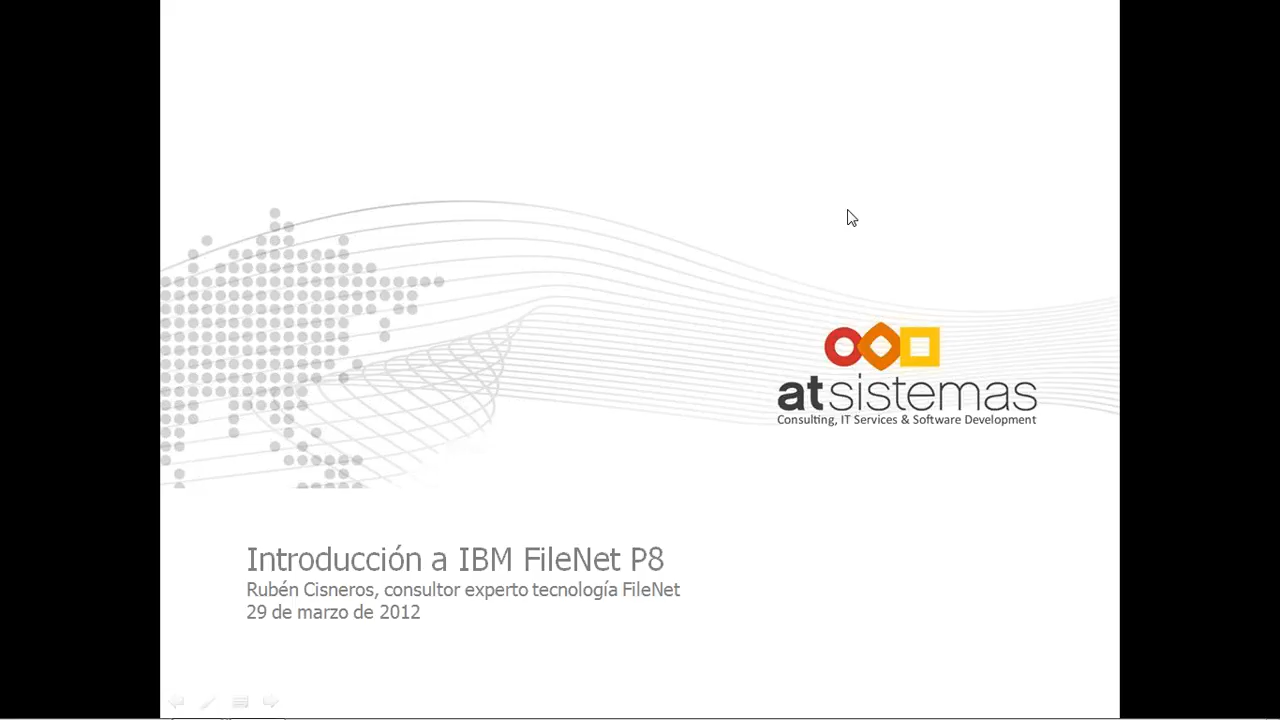 atsistemas
Consulting, IT Services & Software Development
Introducción a IBM FileNet P8
Rubén Cisneros, consultor experto tecnología FileNet
29 de marzo de 2012